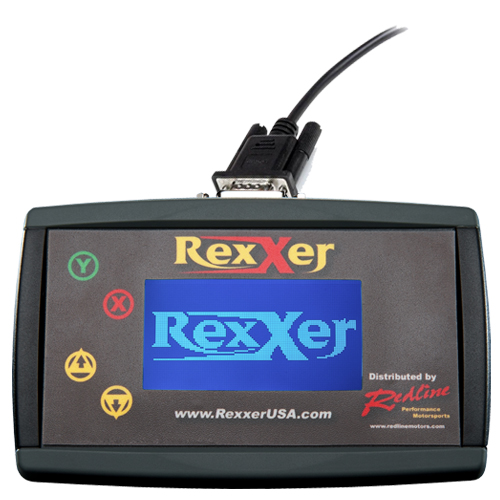 RexXer
Y
X
RexXer
Distributed by
Redline
Performance
Motorsports
www.RexxerUSA.com
www.redlinemotors.com